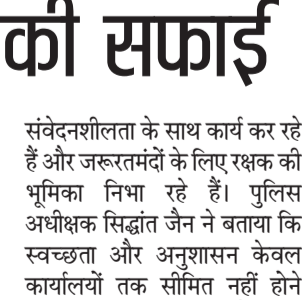 की सफाई
संवेदनशीलता के साथ कार्य कर रहे
हैं और जरूरतमंदों के लिए रक्षक की
भूमिका निभा रहे हैं। पुलिस
अधीक्षक सिद्धांत जैन ने बताया कि
स्वच्छता और अनुशासन केवल
कार्यालयों तक सीमित नहीं होने